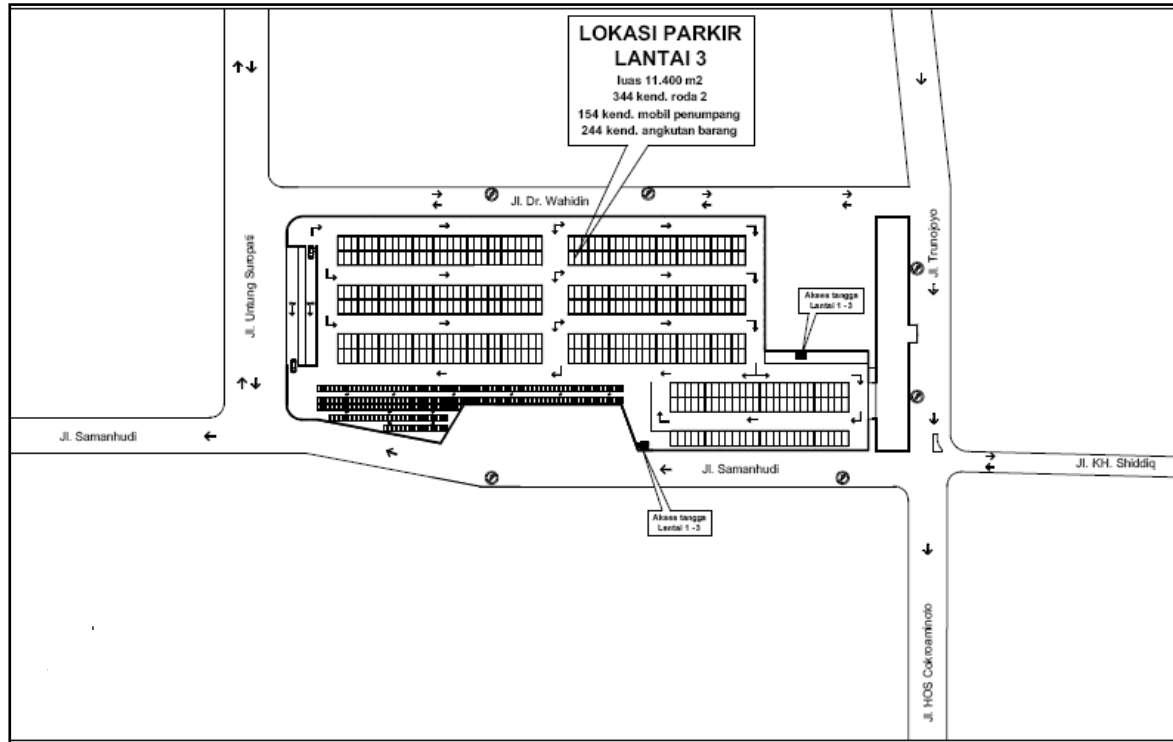 LOKASI PARKIR
LANTAI 3
luas 11.400 m2
344 kend. roda 2
154 kend. mobil penumpang
244 kend. angkutan barang
Jl. Dr. Wahidin
Jl. Untung Suropati
Jl. Trunojoyo
Akses tangga
Lantai 1 - 3
Jl. Samanhudi
Jl. Samanhudi
Jl. KH. Shiddiq
Akses tangga
Lantai 1 - 3
Jl. HOS Cokroaminoto